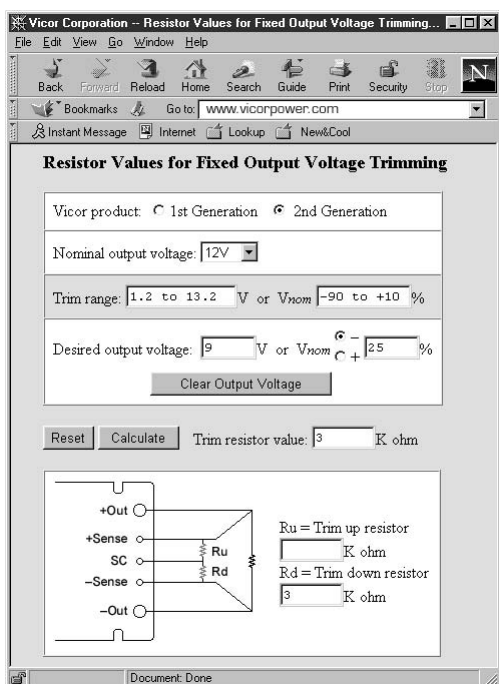 Vicor Corporation -- Resistor Values for Fixed Output Voltage Trimming...
File Edit View Go Window Help
Back Forward Reload Home Search Guide Print Security Stop N
Bookmarks Go to: www.vicorpower.com
Instant Message Internet Lookup New&Cool
Resistor Values for Fixed Output Voltage Trimming
Vicor product: 1st Generation 2nd Generation
Nominal output voltage: 12V
Trim range: 1.2 to 13.2 V or Vnom -90 to +10 %
Desired output voltage: 9 V or Vnom − + 25 %
Clear Output Voltage
Reset Calculate Trim resistor value: 3 K ohm
+Out
+Sense
SC
–Sense
–Out
Ru
Rd
Ru = Trim up resistor
K ohm
Rd = Trim down resistor
3 K ohm
Document: Done